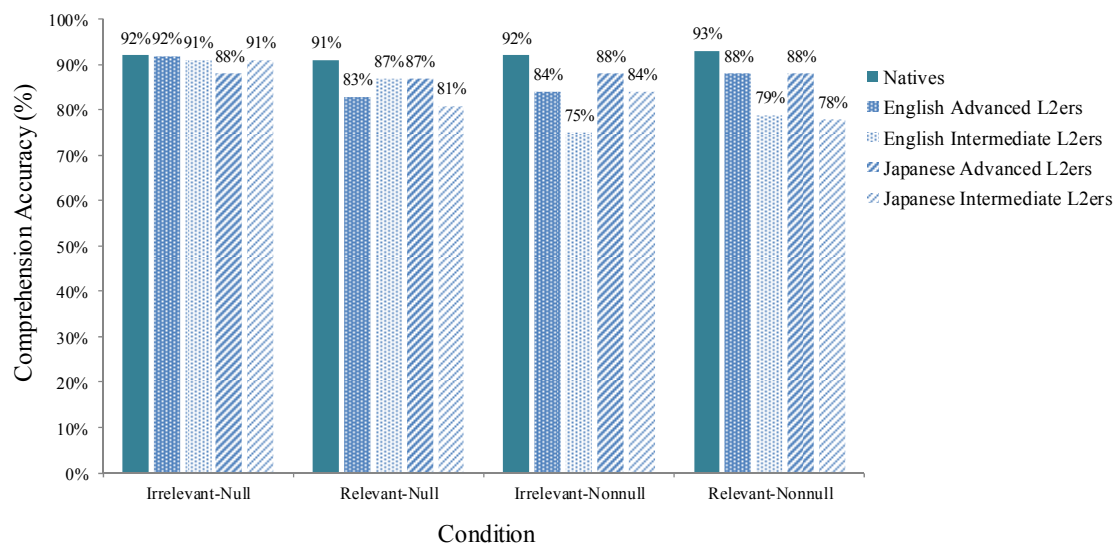 Comprehension Accuracy (%)
100%
90%
80%
70%
60%
50%
40%
30%
20%
10%
0%
92% 92% 91% 88% 91%
91% 83% 87% 87% 81%
92% 84% 75% 88% 84%
93% 88% 79% 88% 78%
Irrelevant-Null Relevant-Null Irrelevant-Nonnull Relevant-Nonnull
Condition
Natives
English Advanced L2ers
English Intermediate L2ers
Japanese Advanced L2ers
Japanese Intermediate L2ers